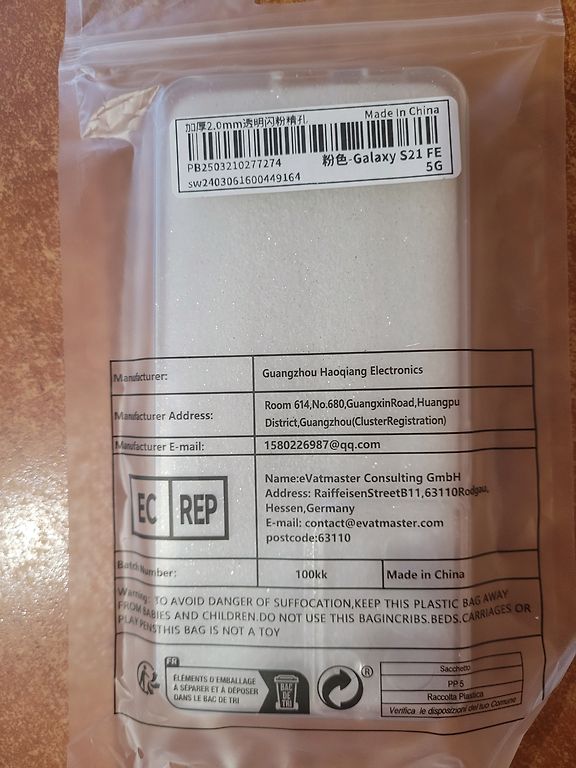 加厚2.0mm透明闪粉精孔 Made In China
PB2503210277274
粉色-Galaxy S21 FE
5G
sw2403061600449164
Manufacturer: Guangzhou Haoqiang Electronics
Manufacturer Address: Room 614,No.680,GuangxinRoad,Huangpu
District,Guangzhou(ClusterRegistration)
Manufacturer E-mail: 1580226987@qq.com
EC REP
Name:eVatmaster Consulting GmbH
Address: RaiffeisenStreetB11,63110Rodgau,
Hessen,Germany
E-mail: contact@evatmaster.com
postcode:63110
Batch Number: 100kk Made in China
Warning: TO AVOID DANGER OF SUFFOCATION,KEEP THIS PLASTIC BAG AWAY
FROM BABIES AND CHILDREN.DO NOT USE THIS BAGINCRIBS.BEDS.CARRIAGES OR
PLAY PENSTHIS BAG IS NOT A TOY
FR
ÉLÉMENTS D'EMBALLAGE
À SÉPARER ET À DÉPOSER
DANS LE BAC DE TRI
BAC
DE
TRI
®
Sacchetto
PP 5
Raccolta Plastica
Verifica le disposizioni del tuo Comune